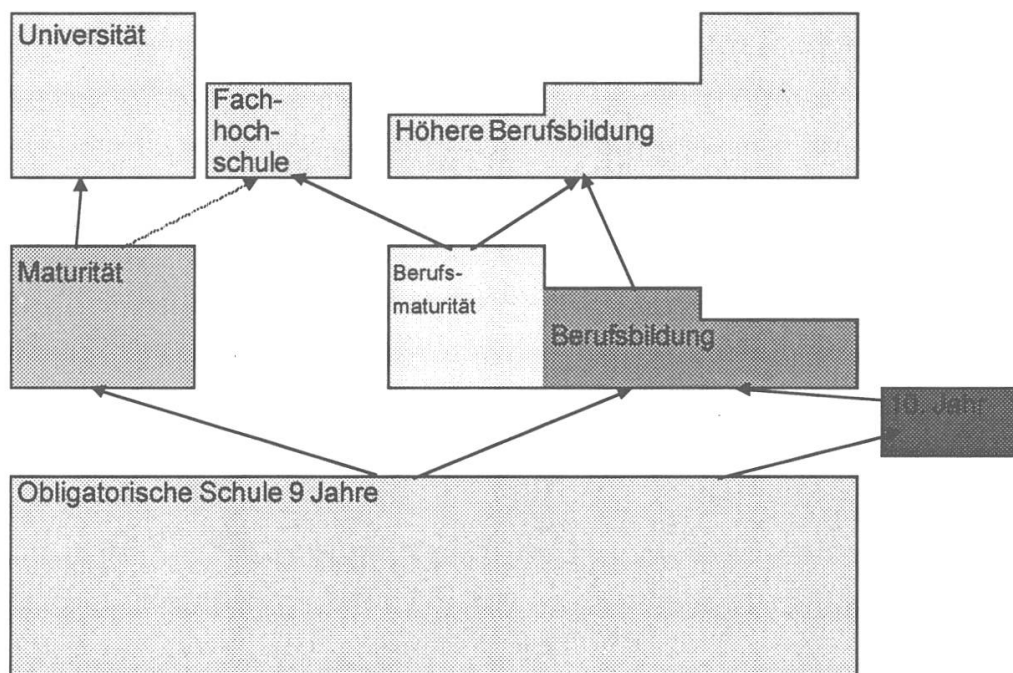 Universität
Fach-
hoch-
schule
Höhere Berufsbildung
Maturität
Berufs-
maturität
Berufsbildung
10. Jahr
Obligatorische Schule 9 Jahre